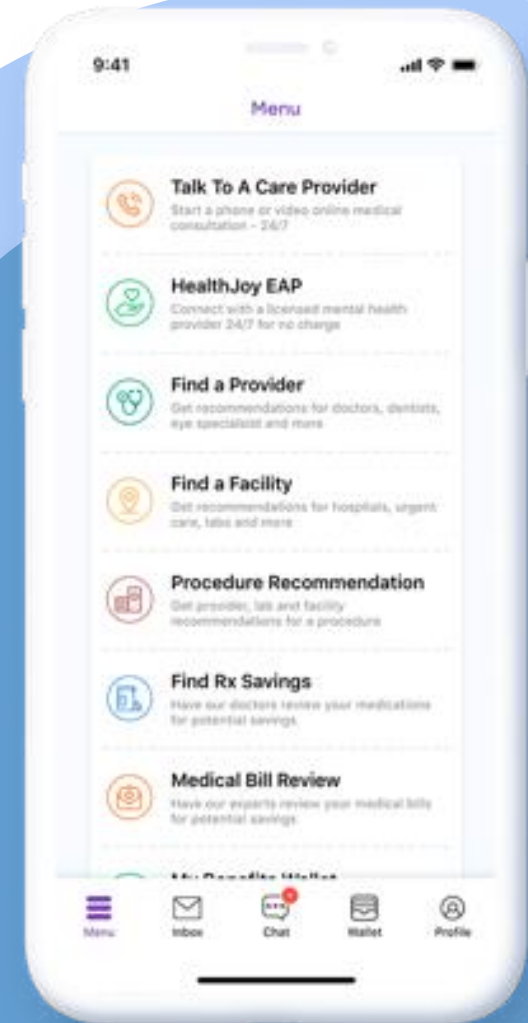 9:41
Menu
Talk To A Care Provider
Start a phone or video online medical
consultation - 24/7
HealthJoy EAP
Connect with a licensed mental health
provider 24/7 for no charge
Find a Provider
Get recommendations for doctors, dentists,
eye specialist and more
Find a Facility
Get recommendations for hospitals, urgent
care, labs and more
Procedure Recommendation
Get provider, lab and facility
recommendations for a procedure
Find Rx Savings
Have our doctors review your medications
for potential savings
Medical Bill Review
Have our experts review your medical bills
for potential savings
My Benefits Wallet
Menu Inbox Chat Wallet Profile